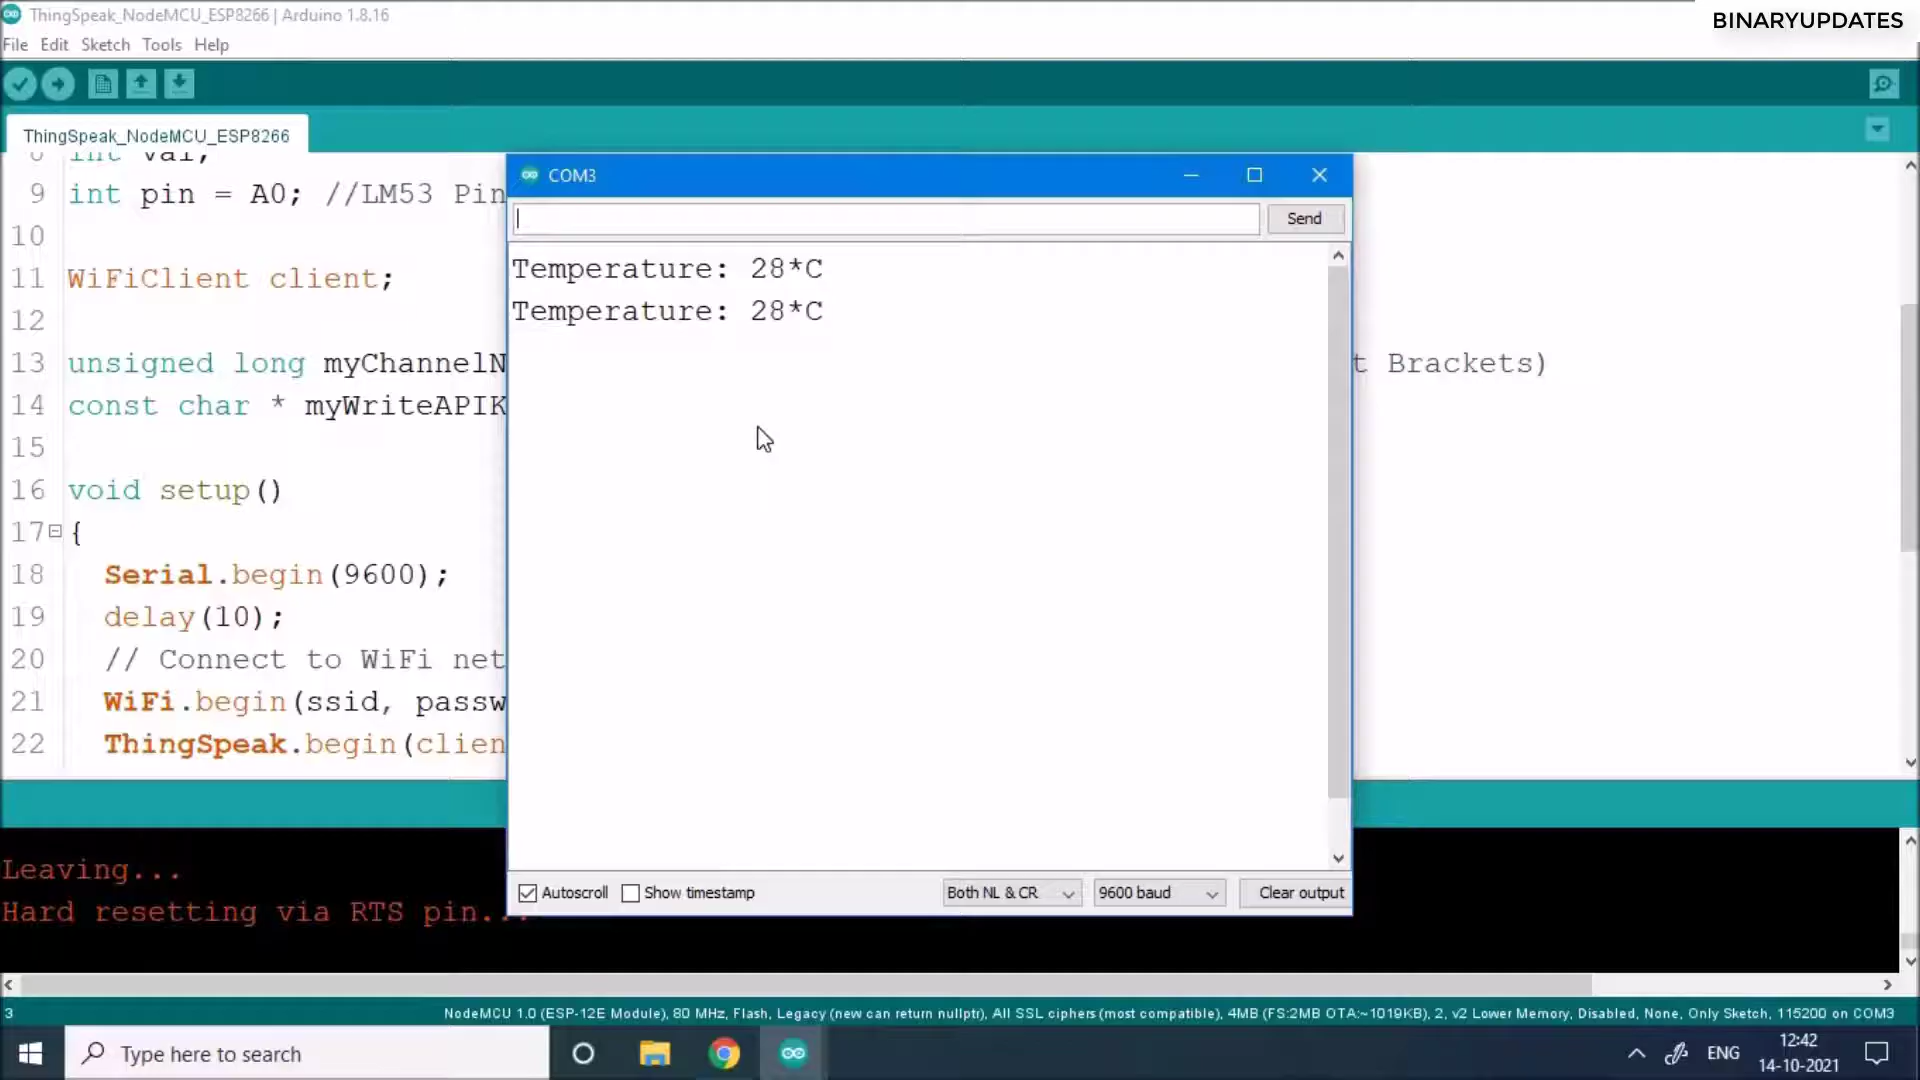 ThingSpeak_NodeMCU_ESP8266 | Arduino 1.8.16
BINARYUPDATES
File Edit Sketch Tools Help
ThingSpeak_NodeMCU_ESP8266
8 int val;
9 int pin = A0; //LM53 Pin
10
11 WiFiClient client;
12
13 unsigned long myChannelN t Brackets)
14 const char * myWriteAPIK
15
16 void setup()
17 {
18 Serial.begin(9600);
19 delay(10);
20 // Connect to WiFi net
21 WiFi.begin(ssid, passw
22 ThingSpeak.begin(clien
COM3
Send
Temperature: 28*C
Temperature: 28*C
Autoscroll Show timestamp Both NL & CR 9600 baud Clear output
Leaving...
Hard resetting via RTS pin...
3 NodeMCU 1.0 (ESP-12E Module), 80 MHz, Flash, Legacy (new can return nullptr), All SSL ciphers (most compatible), 4MB (FS:2MB OTA:~1019KB), 2, v2 Lower Memory, Disabled, None, Only Sketch, 115200 on COM3
Type here to search
ENG
12:42
14-10-2021